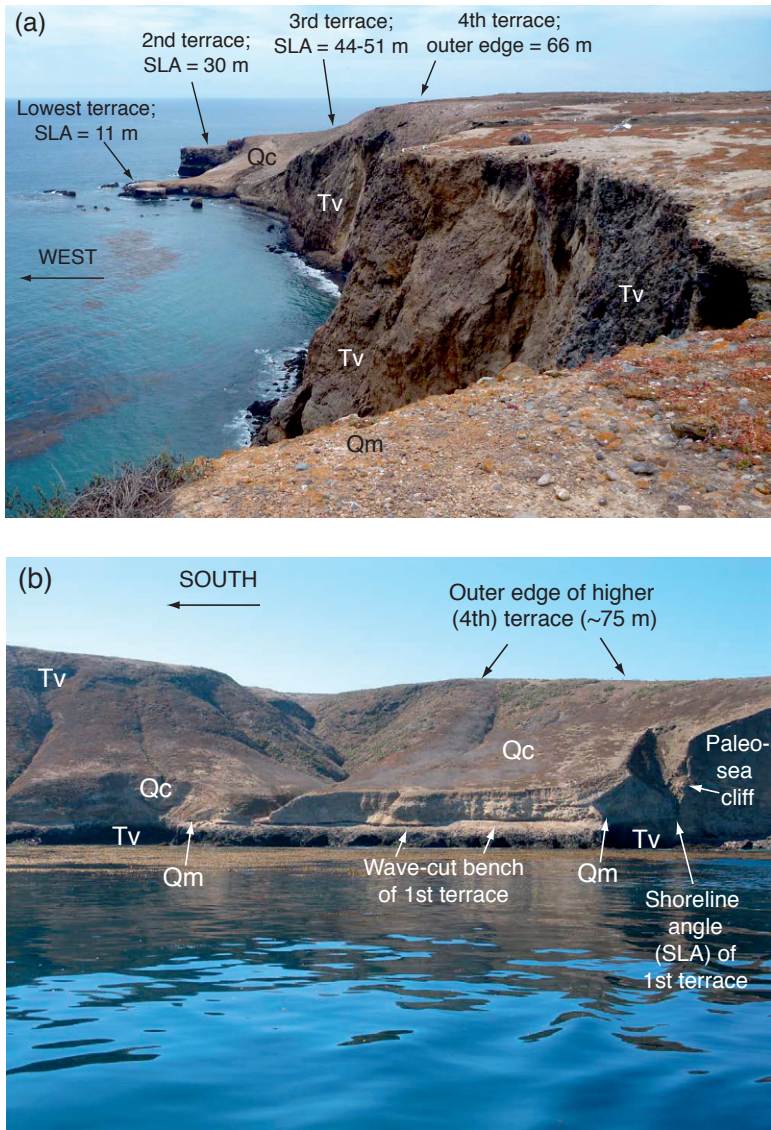 (a)
2nd terrace;
SLA = 30 m
3rd terrace;
SLA = 44-51 m
4th terrace;
outer edge = 66 m
Lowest terrace;
SLA = 11 m
Qc
Tv
WEST
Tv
Tv
Qm
(b)
SOUTH
Outer edge of higher
(4th) terrace (~75 m)
Tv
Qc
Qc
Paleo-
sea
cliff
Tv
Qm
Wave-cut bench
of 1st terrace
Qm
Tv
Shoreline
angle
(SLA) of
1st terrace